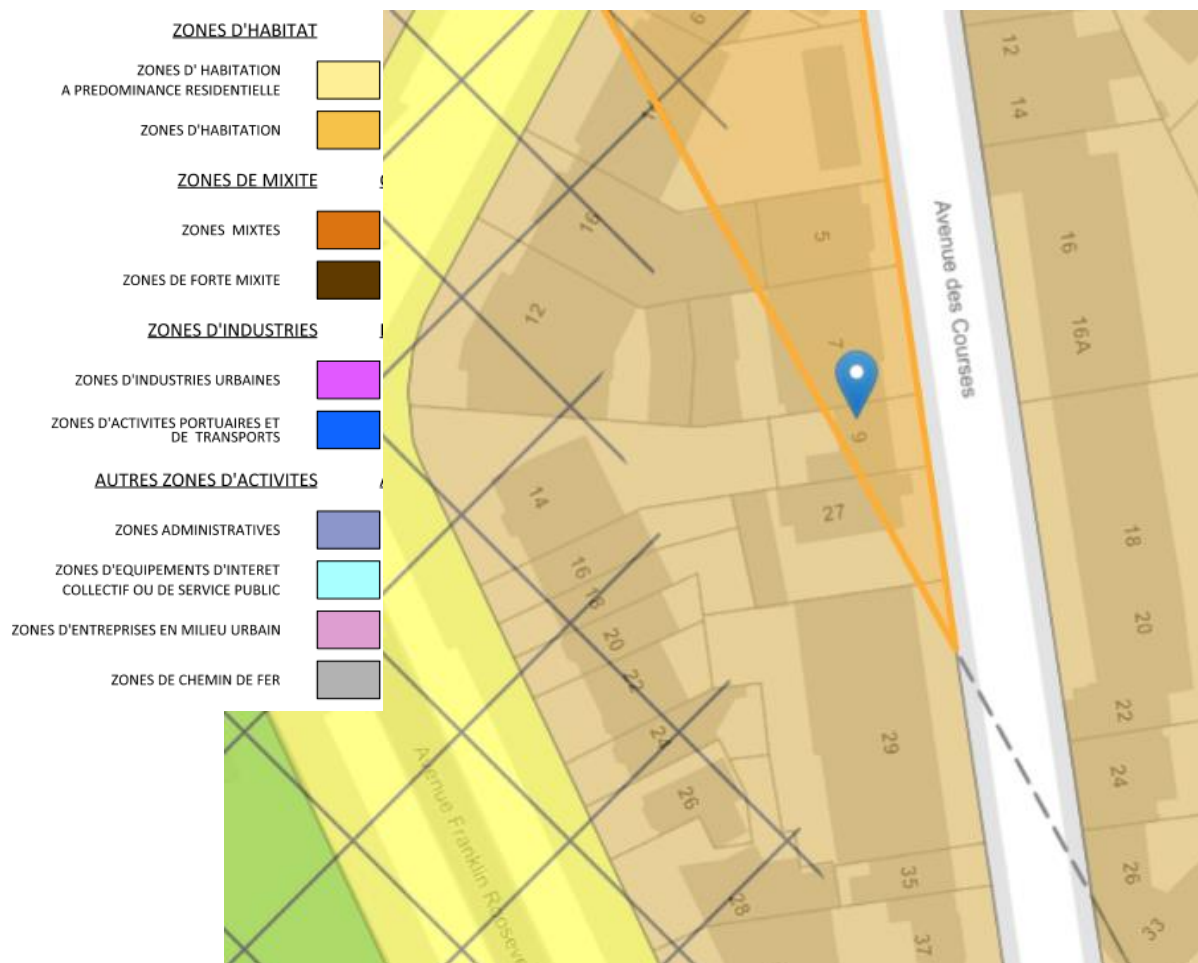 ZONES D'HABITAT
ZONES D' HABITATION
A PREDOMINANCE RESIDENTIELLE
ZONES D'HABITATION
ZONES DE MIXITE
ZONES MIXTES
ZONES DE FORTE MIXITE
ZONES D'INDUSTRIES
ZONES D'INDUSTRIES URBAINES
ZONES D'ACTIVITES PORTUAIRES ET
DE TRANSPORTS
AUTRES ZONES D'ACTIVITES
ZONES ADMINISTRATIVES
ZONES D'EQUIPEMENTS D'INTERET
COLLECTIF OU DE SERVICE PUBLIC
ZONES D'ENTREPRISES EN MILIEU URBAIN
ZONES DE CHEMIN DE FER
12
14
16
16A
18
20
22
24
26
33
Avenue des Courses
5
7
9
27
29
35
37
12
14
16
18
20
22
24
26
28
Avenue Franklin Rooseve